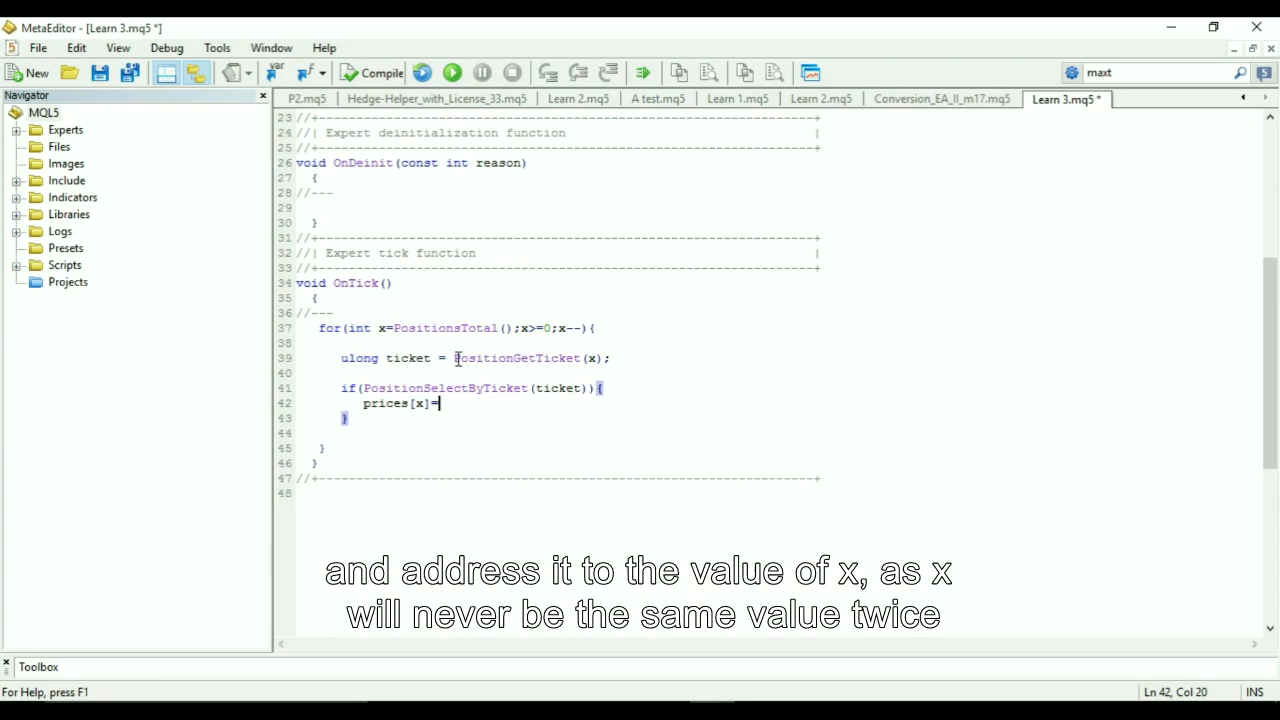 MetaEditor - [Learn 3.mq5 *]
File Edit View Debug Tools Window Help
New Compile maxt 5
Navigator
P2.mq5 Hedge-Helper_with_License_33.mq5 Learn 2.mq5 A test.mq5 Learn 1.mq5 Learn 2.mq5 Conversion_EA_II_m17.mq5 Learn 3.mq5 *
MQL5
Experts
Files
Images
Include
Indicators
Libraries
Logs
Presets
Scripts
Projects
23 //+------------------------------------------------------------------+
24 //| Expert deinitialization function |
25 //+------------------------------------------------------------------+
26 void OnDeinit(const int reason)
27 {
28 //---
29
30 }
31 //+------------------------------------------------------------------+
32 //| Expert tick function |
33 //+------------------------------------------------------------------+
34 void OnTick()
35 {
36 //---
37 for(int x=PositionsTotal();x>=0;x--){
38
39 ulong ticket = PositionGetTicket(x);
40
41 if(PositionSelectByTicket(ticket)){
42 prices[x]=
43 }
44
45 }
46 }
47 //+------------------------------------------------------------------+
48
and address it to the value of x, as x
will never be the same value twice
Toolbox
For Help, press F1 Ln 42, Col 20 INS